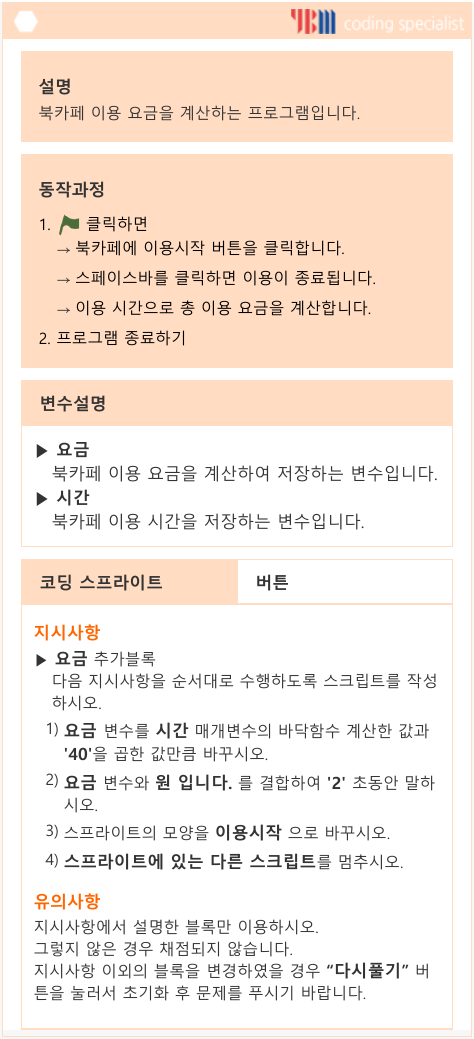 YBM coding specialist
설명
북카페 이용 요금을 계산하는 프로그램입니다.
동작과정
1. 클릭하면
→ 북카페에 이용시작 버튼을 클릭합니다.
→ 스페이스바를 클릭하면 이용이 종료됩니다.
→ 이용 시간으로 총 이용 요금을 계산합니다.
2. 프로그램 종료하기
변수설명
▶ 요금
북카페 이용 요금을 계산하여 저장하는 변수입니다.
▶ 시간
북카페 이용 시간을 저장하는 변수입니다.
코딩 스프라이트 버튼
지시사항
▶ 요금 추가블록
다음 지시사항을 순서대로 수행하도록 스크립트를 작성
하시오.
1) 요금 변수를 시간 매개변수의 바닥함수 계산한 값과
'40'을 곱한 값만큼 바꾸시오.
2) 요금 변수와 원 입니다. 를 결합하여 '2' 초동안 말하
시오.
3) 스프라이트의 모양을 이용시작 으로 바꾸시오.
4) 스프라이트에 있는 다른 스크립트를 멈추시오.
유의사항
지시사항에서 설명한 블록만 이용하시오.
그렇지 않은 경우 채점되지 않습니다.
지시사항 이외의 블록을 변경하였을 경우 “다시풀기” 버
튼을 눌러서 초기화 후 문제를 푸시기 바랍니다.